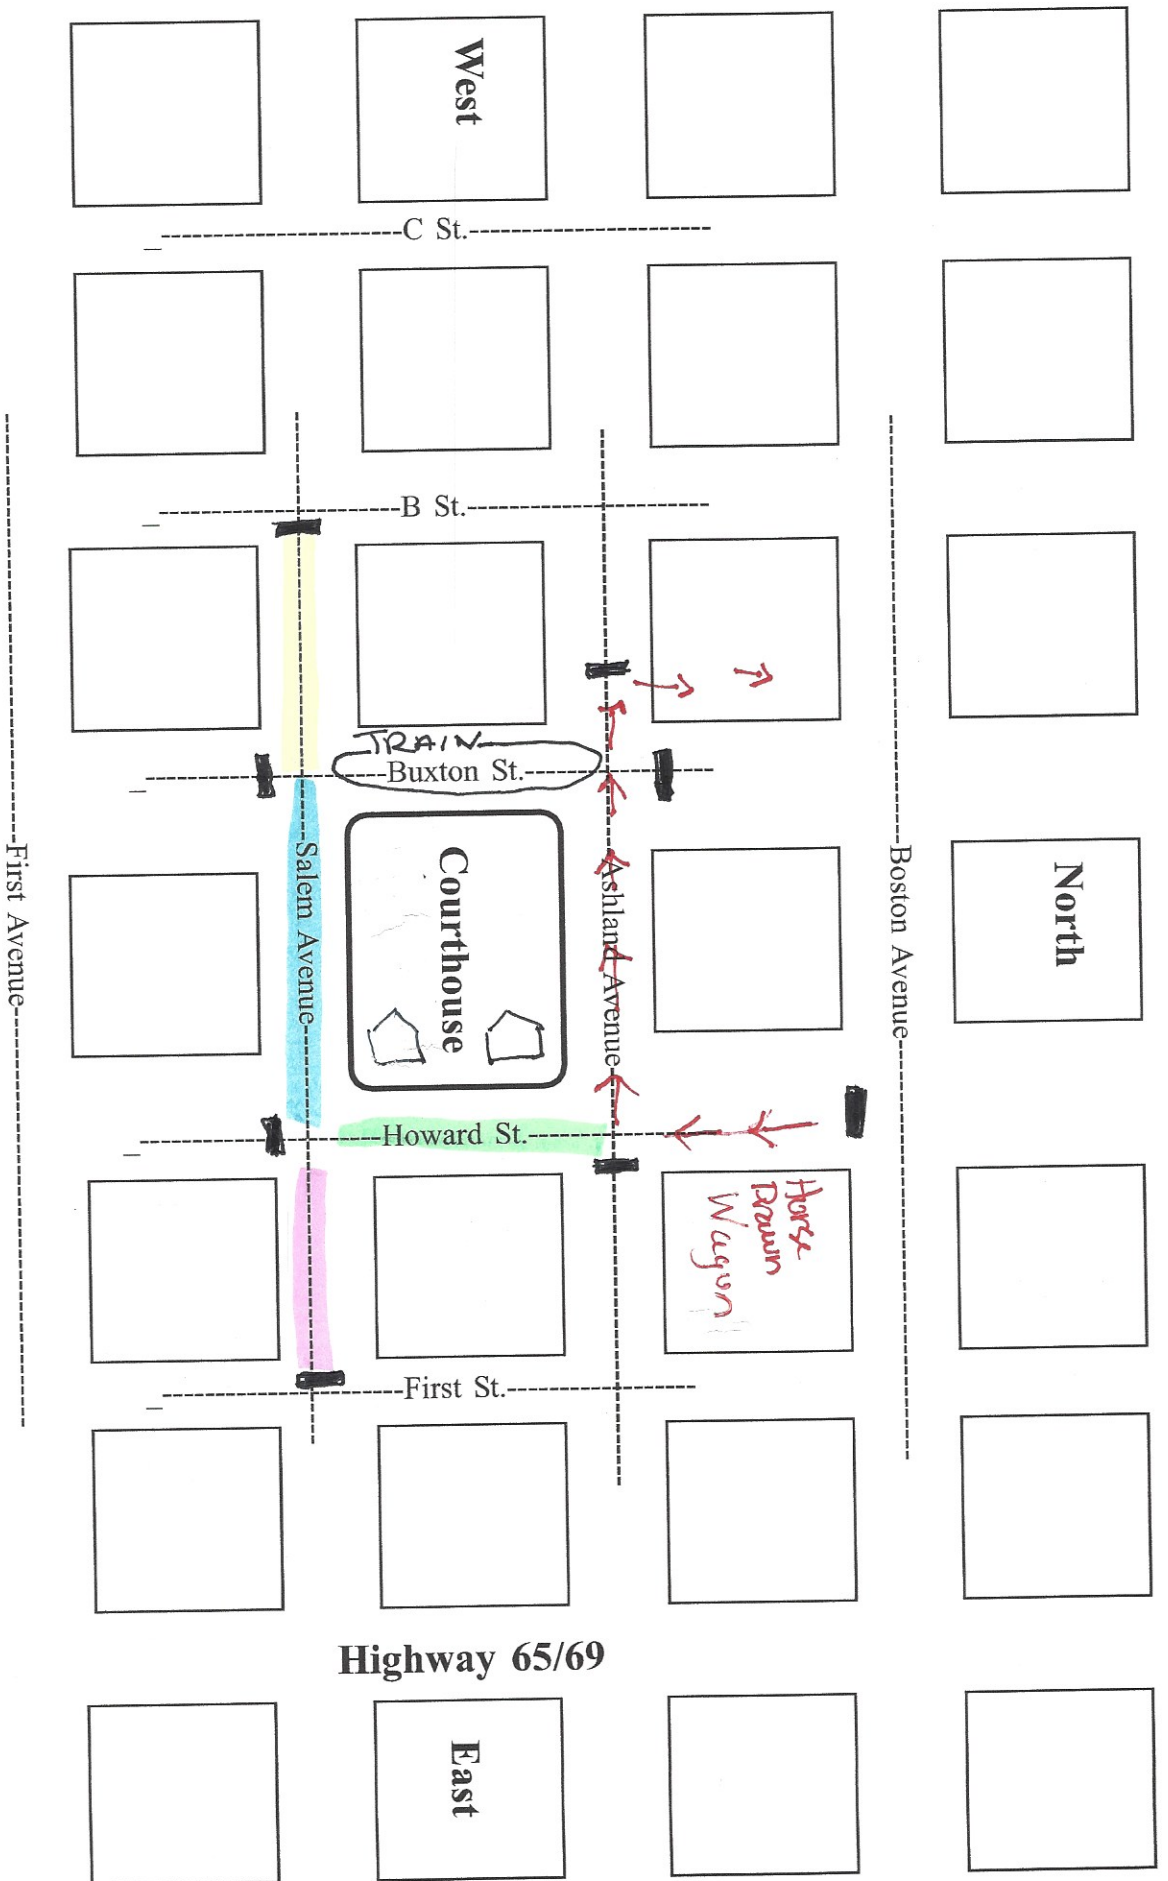 West
C St.
B St.
TRAIN
Buxton St.
Courthouse
Salem Avenue
Ashland Avenue
First Avenue
Boston Avenue
North
Howard St.
Horse
Drawn
Wagon
First St.
Highway 65/69
East